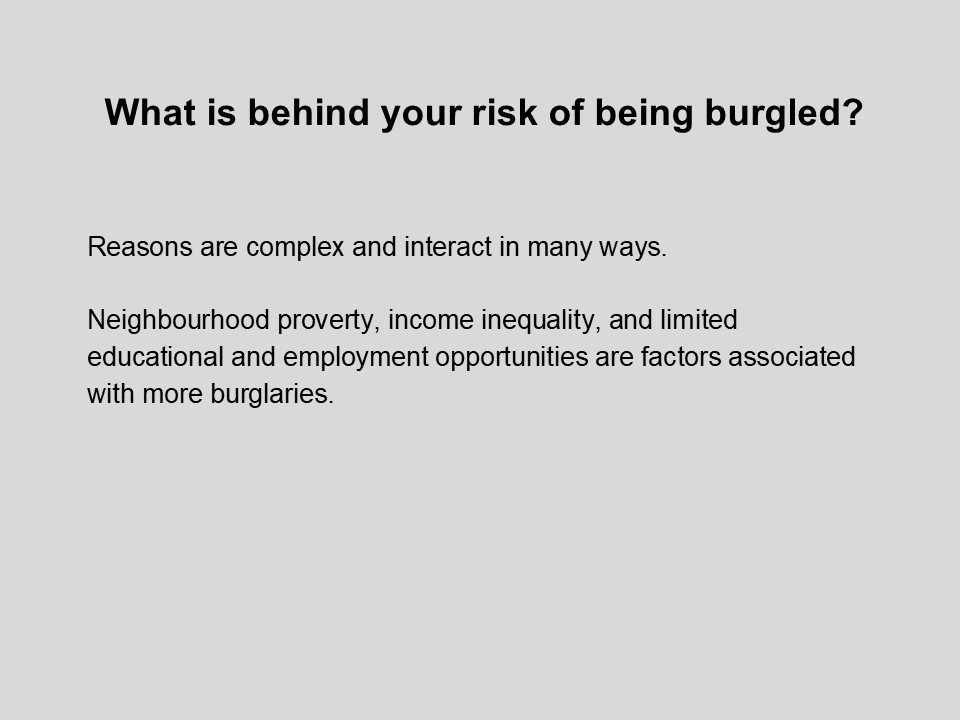 What is behind your risk of being burgled?
Reasons are complex and interact in many ways.
Neighbourhood proverty, income inequality, and limited
educational and employment opportunities are factors associated
with more burglaries.